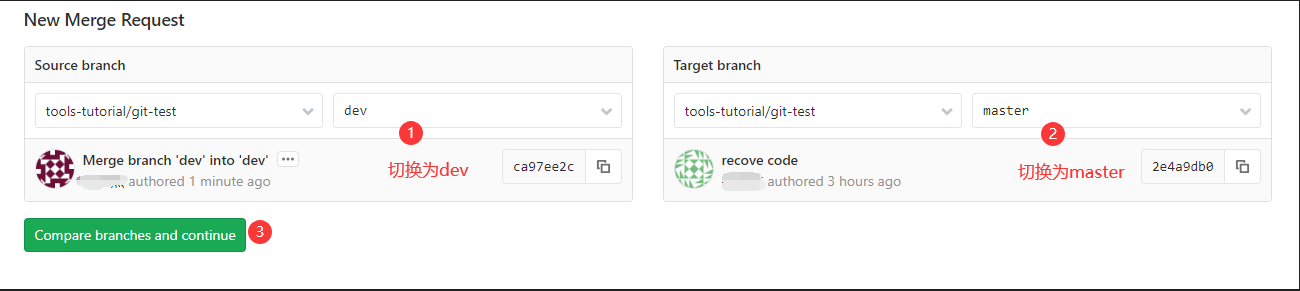 New Merge Request
Source branch
tools-tutorial/git-test
dev
1
Merge branch 'dev' into 'dev'
切换为dev
ca97ee2c
authored 1 minute ago
Target branch
tools-tutorial/git-test
master
2
recove code
切换为master
2e4a9db0
authored 3 hours ago
Compare branches and continue
3